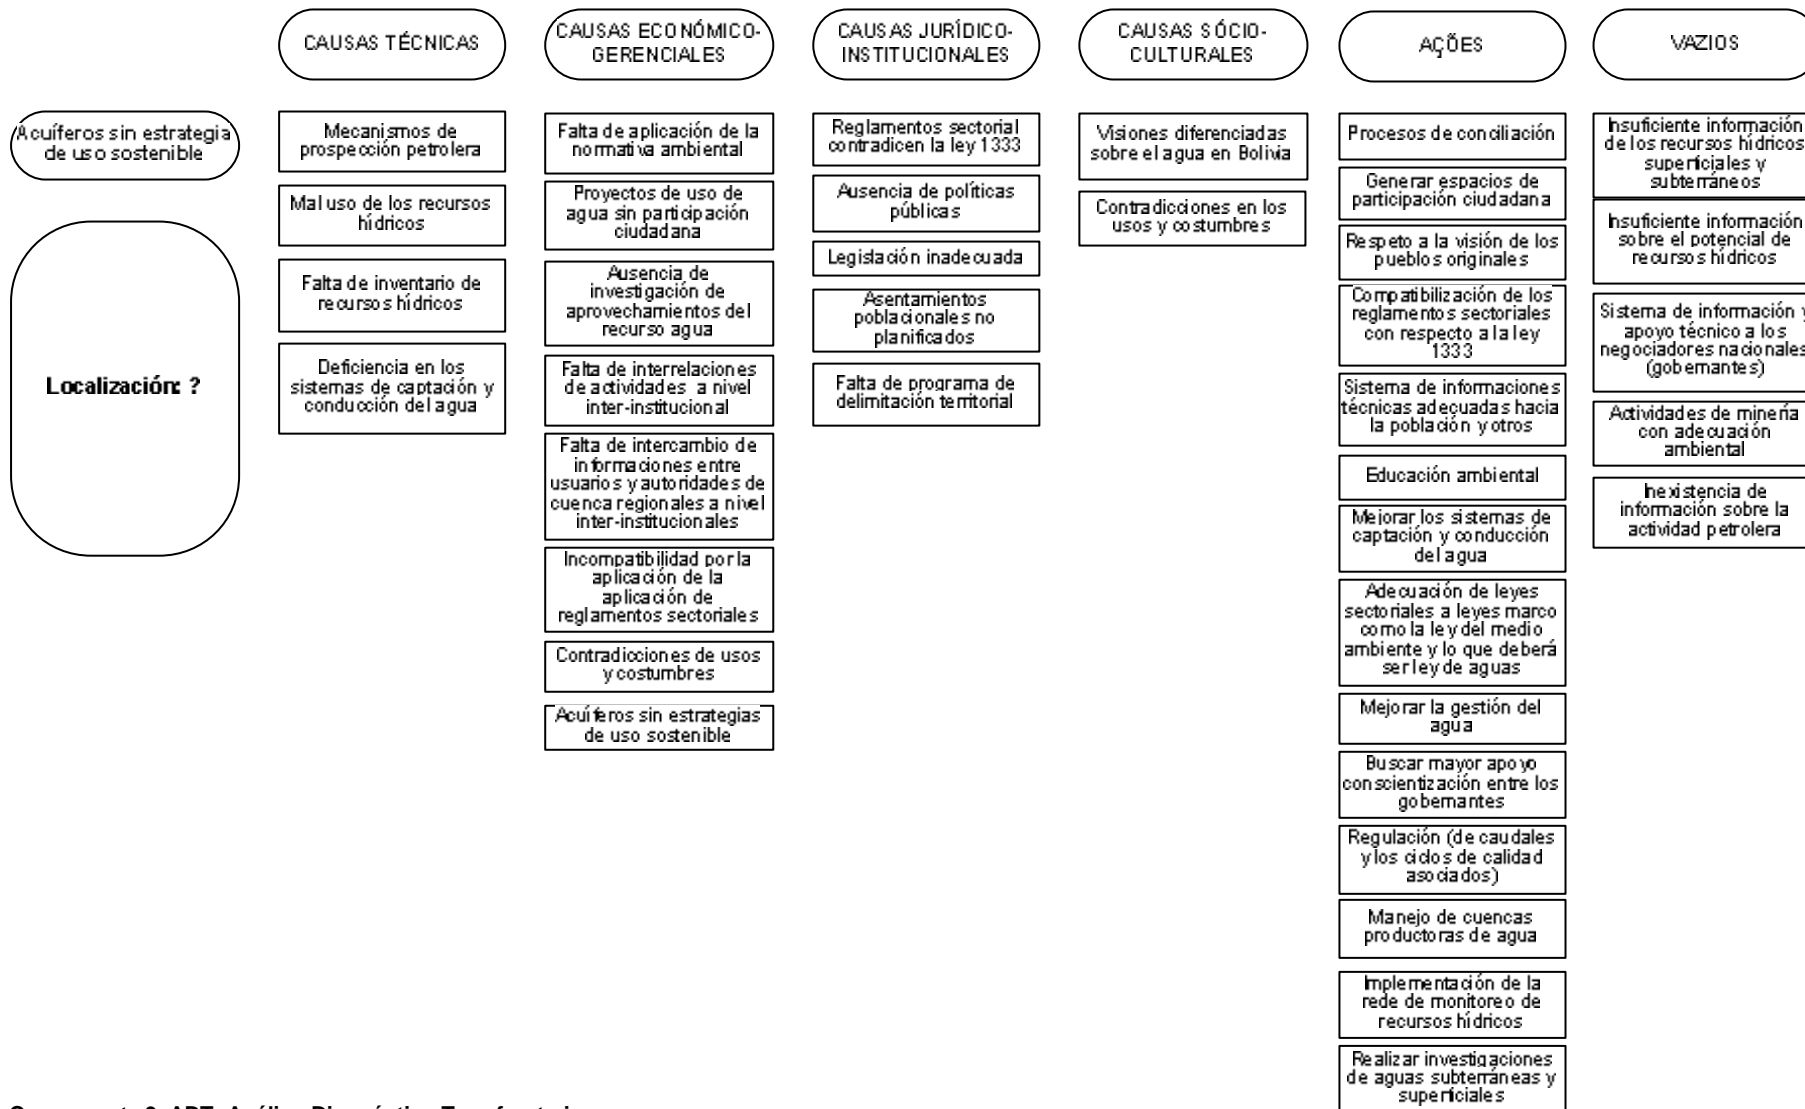 CAUSAS TÉCNICAS
CAUSAS ECONÓMICO-
GERENCIALES
CAUSAS JURÍDICO-
INSTITUCIONALES
CAUSAS SÓCIO-
CULTURALES
AÇÕES
VAZIOS
Acuíferos sin estrategia
de uso sostenible
Localización: ?
Mecanismos de
prospección petrolera
Mal uso de los recursos
hídricos
Falta de inventario de
recursos hídricos
Deficiencia en los
sistemas de captación y
conducción del agua
Falta de aplicación de la
normativa ambiental
Proyectos de uso de
agua sin participación
ciudadana
Ausencia de
investigación de
aprovechamientos del
recurso agua
Falta de interrelaciones
de actividades a nivel
inter-institucional
Falta de intercambio de
informaciones entre
usuarios y autoridades de
cuenca regionales a nivel
inter-institucionales
Incompatibilidad por la
aplicación de la
aplicación de
reglamentos sectoriales
Contradicciones de usos
y costumbres
Acuíferos sin estrategias
de uso sostenible
Reglamentos sectorial
contradicen la ley 1333
Ausencia de políticas
públicas
Legislación inadecuada
Asentamientos
poblacionales no
planificados
Falta de programa de
delimitación territorial
Visiones diferenciadas
sobre el agua en Bolivia
Contradicciones en los
usos y costumbres
Procesos de conciliación
Generar espacios de
participación ciudadana
Respeto a la visión de los
pueblos originales
Compatibilización de los
reglamentos sectoriales
con respecto a la ley
1333
Sistema de informaciones
técnicas adecuadas hacia
la población y otros
Educación ambiental
Mejorar los sistemas de
captación y conducción
del agua
Adecuación de leyes
sectoriales a leyes marco
como la ley del medio
ambiente y lo que deberá
ser ley de aguas
Mejorar la gestión del
agua
Buscar mayor apoyo
conscientización entre los
gobernantes
Regulación (de caudales
y los ciclos de calidad
asociados)
Manejo de cuencas
productoras de agua
Implementación de la
rede de monitoreo de
recursos hídricos
Realizar investigaciones
de aguas subterráneas y
superficiales
Insuficiente información
de los recursos hídricos
superficiales y
subterráneos
Insuficiente información
sobre el potencial de
recursos hídricos
Sistema de información y
apoyo técnico a los
negociadores nacionales
(gobernantes)
Actividades de minería
con adecuación
ambiental
Inexistencia de
información sobre la
actividad petrolera